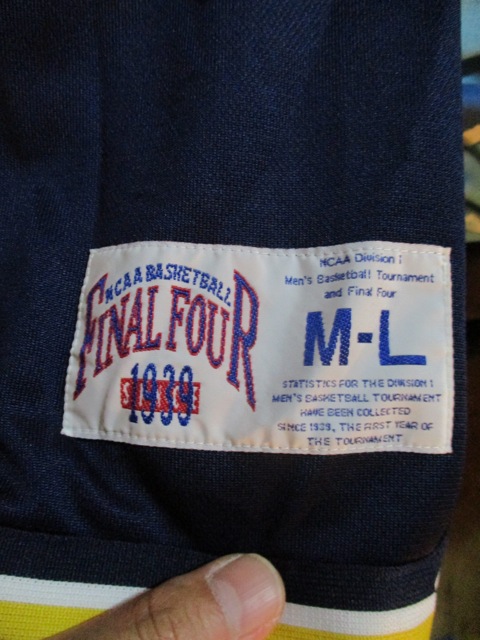 NCAA BASKETBALL
FINAL FOUR
1939
NCAA Division I
Men's Basketball Tournament
and Final Four
M-L
STATISTICS FOR THE DIVISION I
MEN'S BASKETBALL TOURNAMENT
HAVE BEEN COLLECTED
SINCE 1939, THE FIRST YEAR OF
THE TOURNAMENT